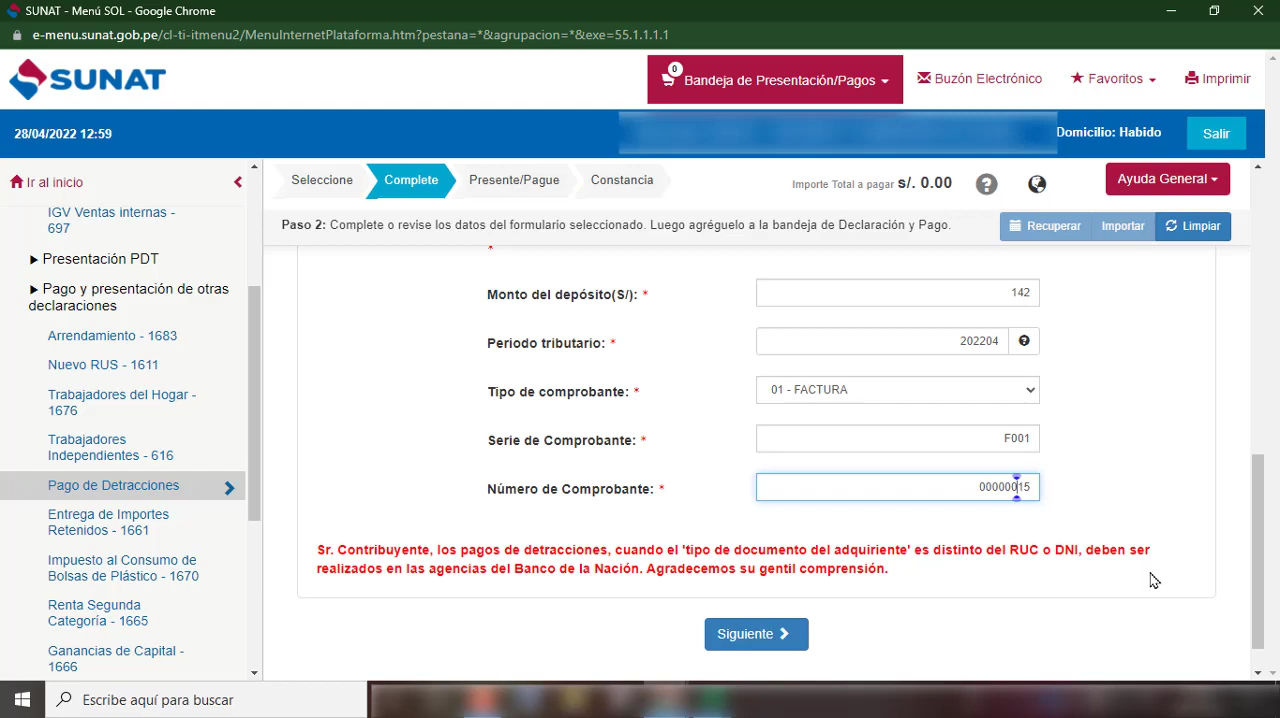 SUNAT - Menú SOL - Google Chrome
e-menu.sunat.gob.pe/cl-ti-itmenu2/MenuInternetPlataforma.htm?pestana=*&agrupacion=*&exe=55.1.1.1.1
SUNAT
0
Bandeja de Presentación/Pagos
Buzón Electrónico
Favoritos
Imprimir
28/04/2022 12:59
Domicilio: Habido
Salir
Ir al inicio
IGV Ventas internas -
697
Presentación PDT
Pago y presentación de otras
declaraciones
Arrendamiento - 1683
Nuevo RUS - 1611
Trabajadores del Hogar -
1676
Trabajadores
Independientes - 616
Pago de Detracciones
Entrega de Importes
Retenidos - 1661
Impuesto al Consumo de
Bolsas de Plástico - 1670
Renta Segunda
Categoría - 1665
Ganancias de Capital -
1666
Seleccione
Complete
Presente/Pague
Constancia
Importe Total a pagar s/. 0.00
?
Ayuda General
Paso 2: Complete o revise los datos del formulario seleccionado. Luego agréguelo a la bandeja de Declaración y Pago.
Recuperar
Importar
Limpiar
*
Monto del depósito(S/): *
142
Periodo tributario: *
202204
?
Tipo de comprobante: *
01 - FACTURA
Serie de Comprobante: *
F001
Número de Comprobante: *
00000015
Sr. Contribuyente, los pagos de detracciones, cuando el 'tipo de documento del adquiriente' es distinto del RUC o DNI, deben ser
realizados en las agencias del Banco de la Nación. Agradecemos su gentil comprensión.
Siguiente
Escribe aquí para buscar